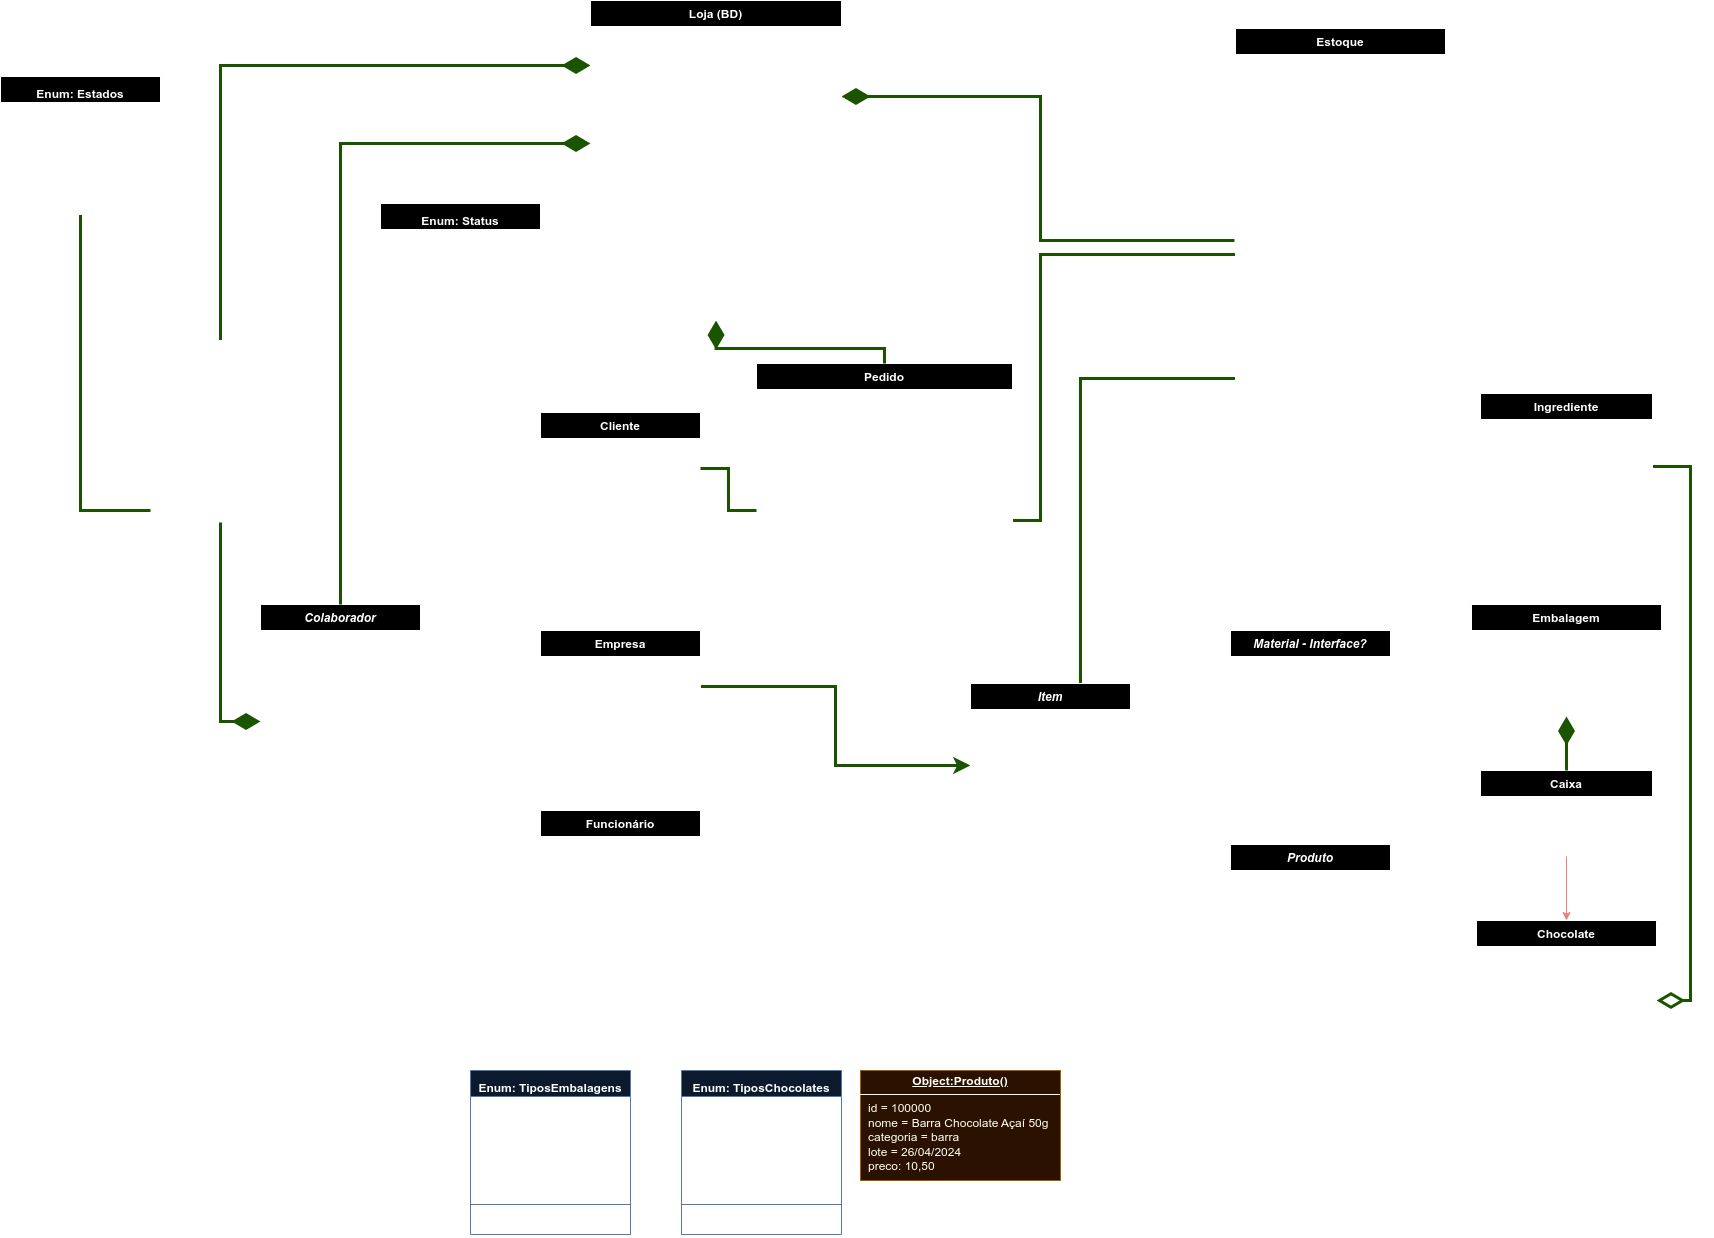 Loja (BD)
Estoque
Enum: Estados
Enum: Status
Pedido
Ingrediente
Cliente
Colaborador
Embalagem
Empresa
Material - Interface?
Item
Caixa
Funcionário
Produto
Chocolate
Enum: TiposEmbalagens
Enum: TiposChocolates
Object:Produto()
id = 100000
nome = Barra Chocolate Açaí 50g
categoria = barra
lote = 26/04/2024
preco: 10,50